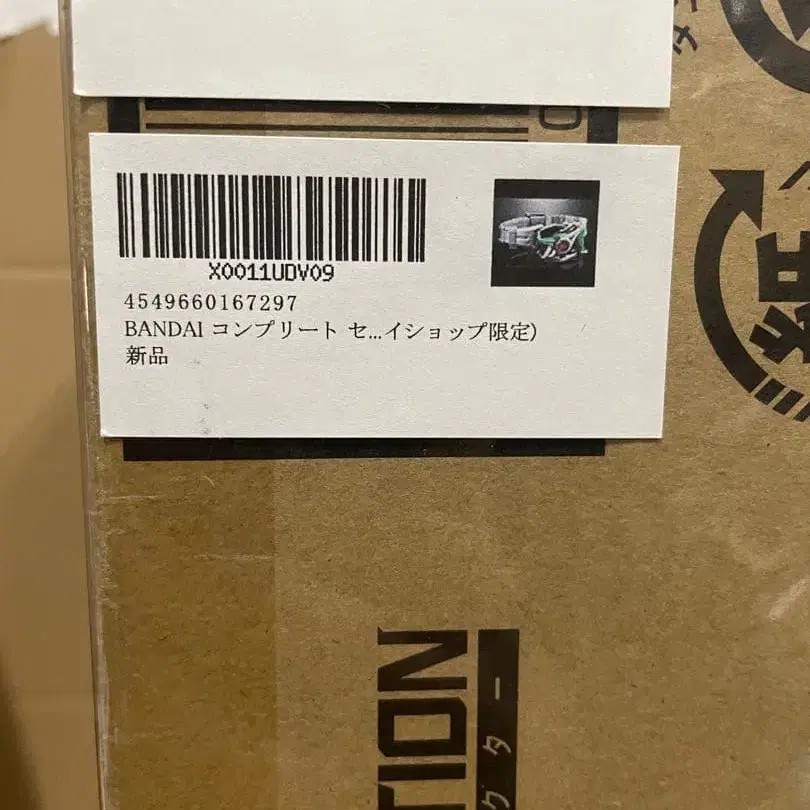 X0011UDV09
4549660167297
BANDAI コンプリート セ...イショップ限定)
新品
TION